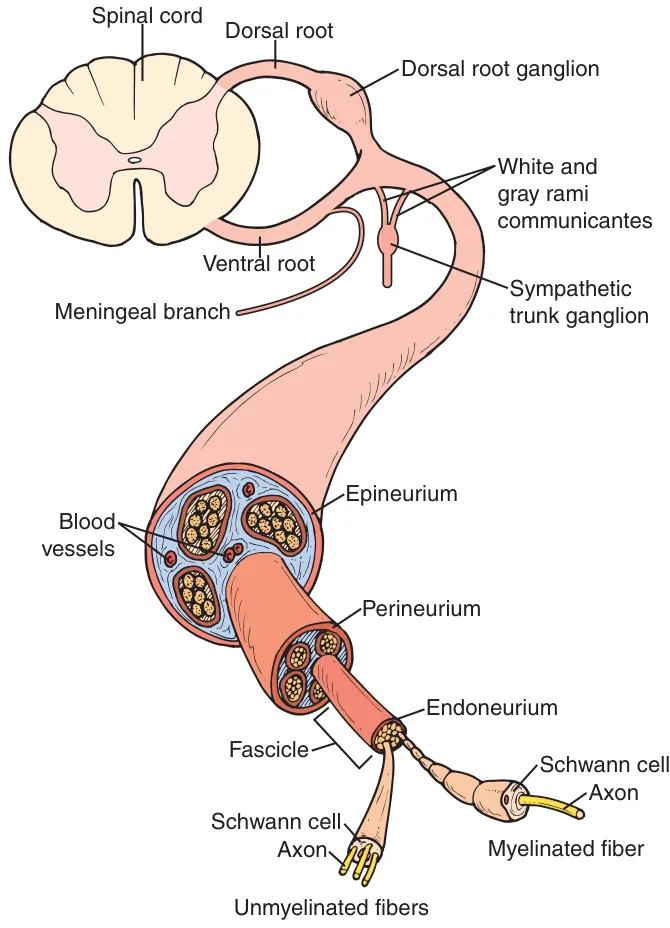 Spinal cord
Dorsal root
Dorsal root ganglion
White and
gray rami
communicantes
Ventral root
Sympathetic
trunk ganglion
Meningeal branch
Epineurium
Blood
vessels
Perineurium
Endoneurium
Fascicle
Schwann cell
Axon
Schwann cell
Axon
Myelinated fiber
Unmyelinated fibers